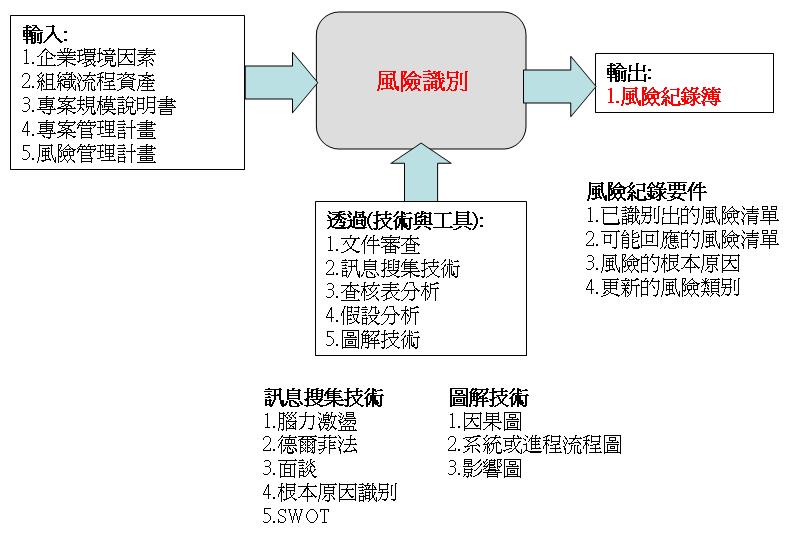 輸入:
1.企業環境因素
2.組織流程資產
3.專案規模說明書
4.專案管理計畫
5.風險管理計畫
風險識別
輸出:
1.風險紀錄簿
透過(技術與工具):
1.文件審查
2.訊息搜集技術
3.查核表分析
4.假設分析
5.圖解技術
風險紀錄要件
1.已識別出的風險清單
2.可能回應的風險清單
3.風險的根本原因
4.更新的風險類別
訊息搜集技術
1.腦力激盪
2.德爾菲法
3.面談
4.根本原因識別
5.SWOT
圖解技術
1.因果圖
2.系統或進程流程圖
3.影響圖